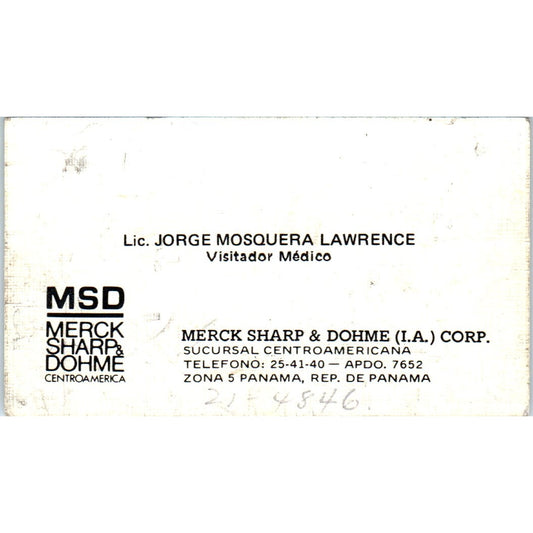 Lic. JORGE MOSQUERA LAWRENCE
Visitador Médico
MSD
MERCK
SHARP&
DOHME
CENTROAMERICA
MERCK SHARP & DOHME (I.A.) CORP.
SUCURSAL CENTROAMERICANA
TELEFONO: 25-41-40 — APDO. 7652
ZONA 5 PANAMA, REP. DE PANAMA
21-4846.